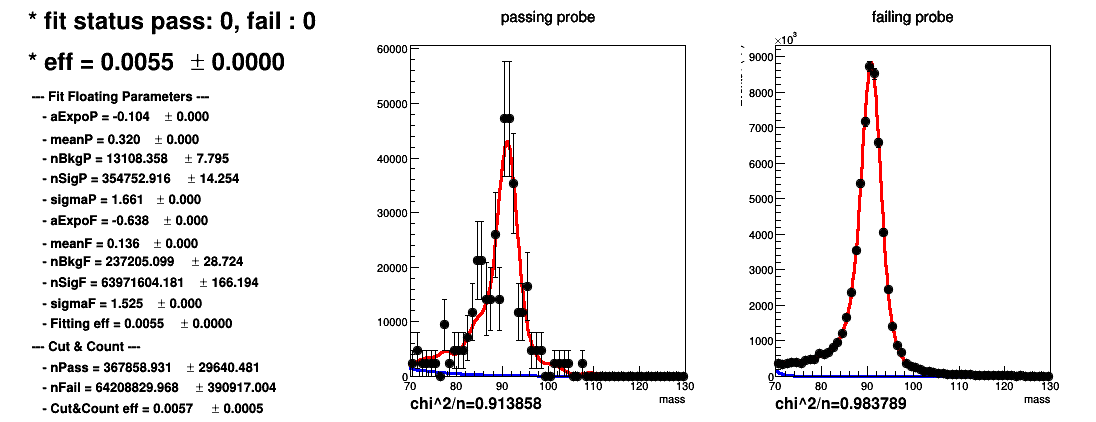 * fit status pass: 0, fail : 0
* eff = 0.0055 ± 0.0000
--- Fit Floating Parameters ---
- aExpoP = -0.104 ± 0.000
- meanP = 0.320 ± 0.000
- nBkgP = 13108.358 ± 7.795
- nSigP = 354752.916 ± 14.254
- sigmaP = 1.661 ± 0.000
- aExpoF = -0.638 ± 0.000
- meanF = 0.136 ± 0.000
- nBkgF = 237205.099 ± 28.724
- nSigF = 63971604.181 ± 166.194
- sigmaF = 1.525 ± 0.000
- Fitting eff = 0.0055 ± 0.0000
--- Cut & Count ---
- nPass = 367858.931 ± 29640.481
- nFail = 64208829.968 ± 390917.004
- Cut&Count eff = 0.0057 ± 0.0005
passing probe
60000
50000
40000
30000
20000
10000
0
70 80 90 100 110 120 130
mass
chi^2/n=0.913858
failing probe
×10³
9000
8000
7000
6000
5000
4000
3000
2000
1000
0
70 80 90 100 110 120 130
mass
chi^2/n=0.983789